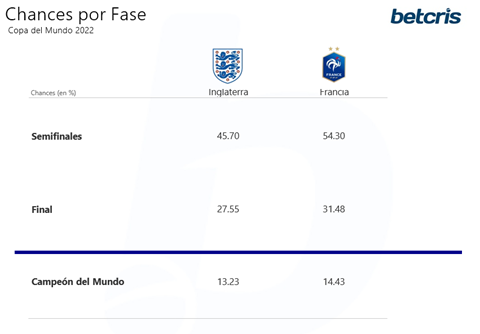 Chances por Fase
betcris
Copa del Mundo 2022
FRANCE
Chances (en %) Inglaterra Francia
Semifinales 45.70 54.30
Final 27.55 31.48
Campeón del Mundo 13.23 14.43